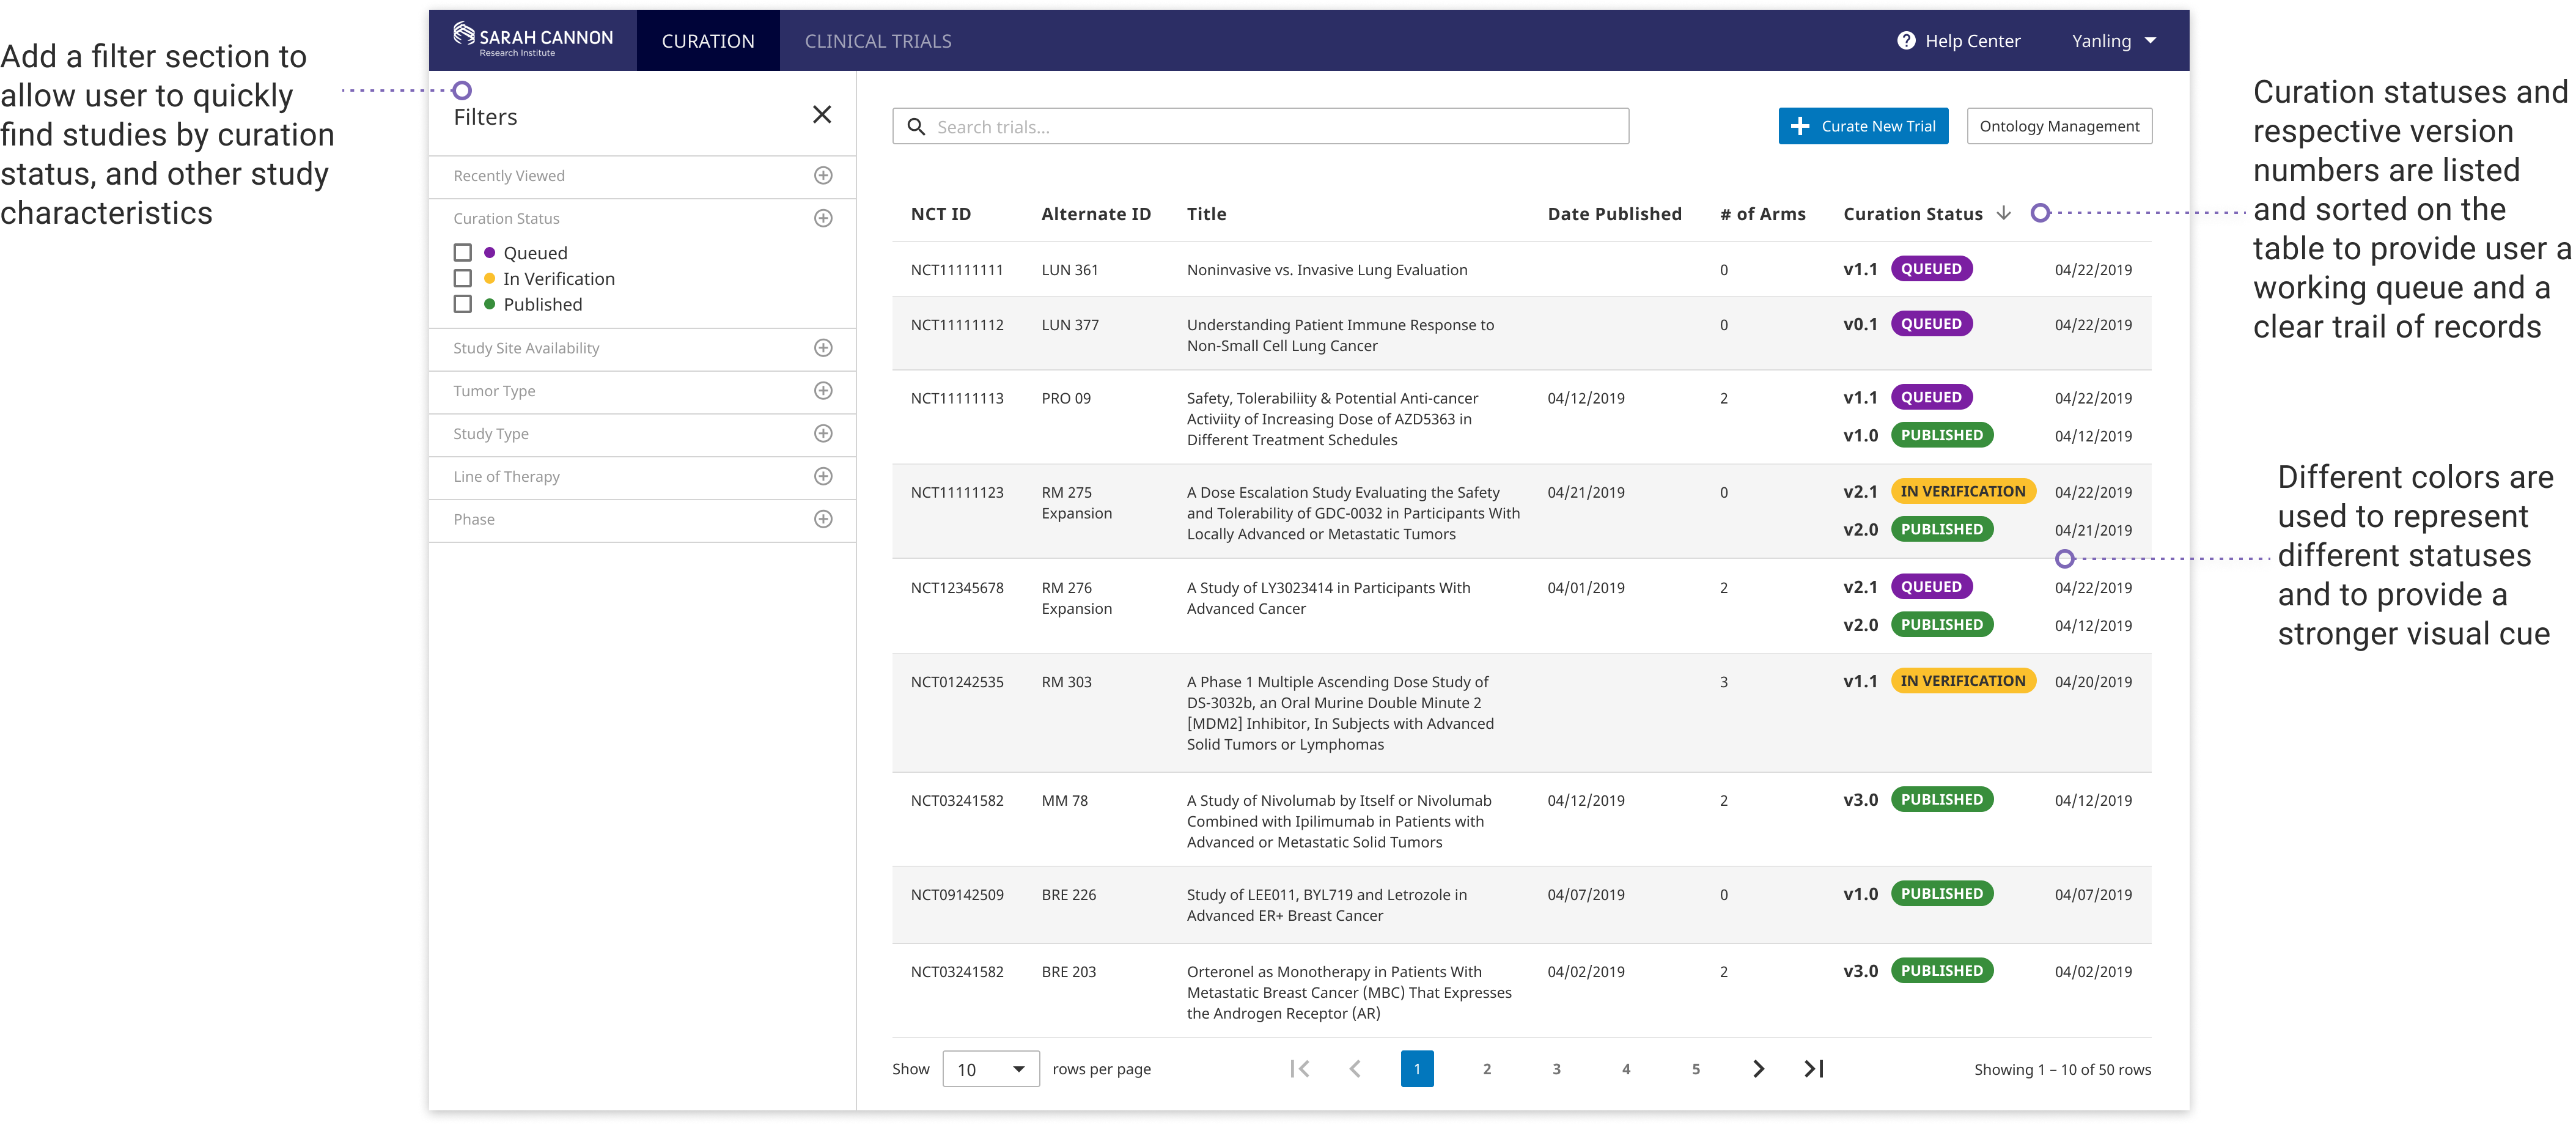 Add a filter section to
allow user to quickly
find studies by curation
status, and other study
characteristics
SARAH CANNON
Research Institute
CURATION
CLINICAL TRIALS
? Help Center
Yanling
Filters
Recently Viewed
Curation Status
Queued
In Verification
Published
Study Site Availability
Tumor Type
Study Type
Line of Therapy
Phase
Search trials...
Curate New Trial
Ontology Management
NCT ID Alternate ID Title Date Published # of Arms Curation Status
NCT11111111 LUN 361 Noninvasive vs. Invasive Lung Evaluation 0 v1.1 QUEUED 04/22/2019
NCT11111112 LUN 377 Understanding Patient Immune Response to 0 v0.1 QUEUED 04/22/2019
Non-Small Cell Lung Cancer
NCT11111113 PRO 09 Safety, Tolerabiliity & Potential Anti-cancer 04/12/2019 2 v1.1 QUEUED 04/22/2019
Activiity of Increasing Dose of AZD5363 in
Different Treatment Schedules v1.0 PUBLISHED 04/12/2019
NCT11111123 RM 275 A Dose Escalation Study Evaluating the Safety 04/21/2019 0 v2.1 IN VERIFICATION 04/22/2019
Expansion and Tolerability of GDC-0032 in Participants With
Locally Advanced or Metastatic Tumors v2.0 PUBLISHED 04/21/2019
NCT12345678 RM 276 A Study of LY3023414 in Participants With 04/01/2019 2 v2.1 QUEUED 04/22/2019
Expansion Advanced Cancer
v2.0 PUBLISHED 04/12/2019
NCT01242535 RM 303 A Phase 1 Multiple Ascending Dose Study of 3 v1.1 IN VERIFICATION 04/20/2019
DS-3032b, an Oral Murine Double Minute 2
[MDM2] Inhibitor, In Subjects with Advanced
Solid Tumors or Lymphomas
NCT03241582 MM 78 A Study of Nivolumab by Itself or Nivolumab 04/12/2019 2 v3.0 PUBLISHED 04/12/2019
Combined with Ipilimumab in Patients with
Advanced or Metastatic Solid Tumors
NCT09142509 BRE 226 Study of LEE011, BYL719 and Letrozole in 04/07/2019 0 v1.0 PUBLISHED 04/07/2019
Advanced ER+ Breast Cancer
NCT03241582 BRE 203 Orteronel as Monotherapy in Patients With 04/02/2019 2 v3.0 PUBLISHED 04/02/2019
Metastatic Breast Cancer (MBC) That Expresses
the Androgen Receptor (AR)
Show 10 rows per page
1 2 3 4 5
Showing 1 – 10 of 50 rows
Curation statuses and
respective version
numbers are listed
and sorted on the
table to provide user a
working queue and a
clear trail of records
Different colors are
used to represent
different statuses
and to provide a
stronger visual cue